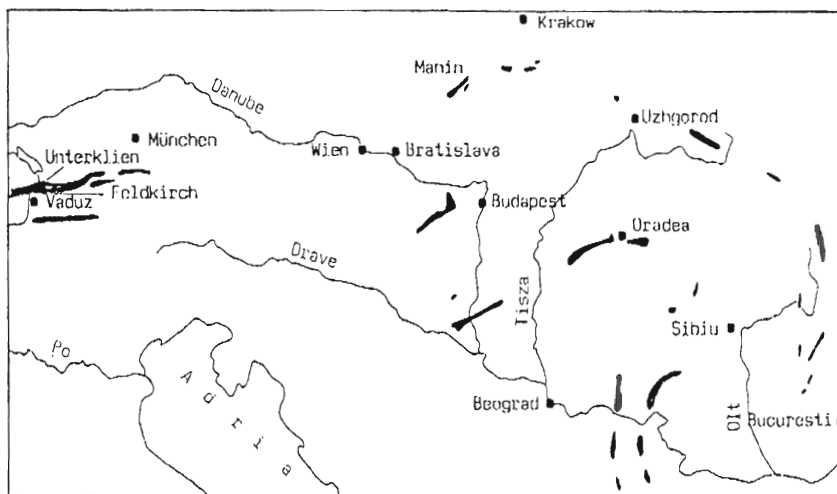 Krakow
Manin
Danube
Uzhgorod
München
Wien
Bratislava
Unterklien
Feldkirch
Vaduz
Budapest
Oradea
Drave
Tisza
Sibiu
Po
Adria
Beograd
Olt
Bucuresti